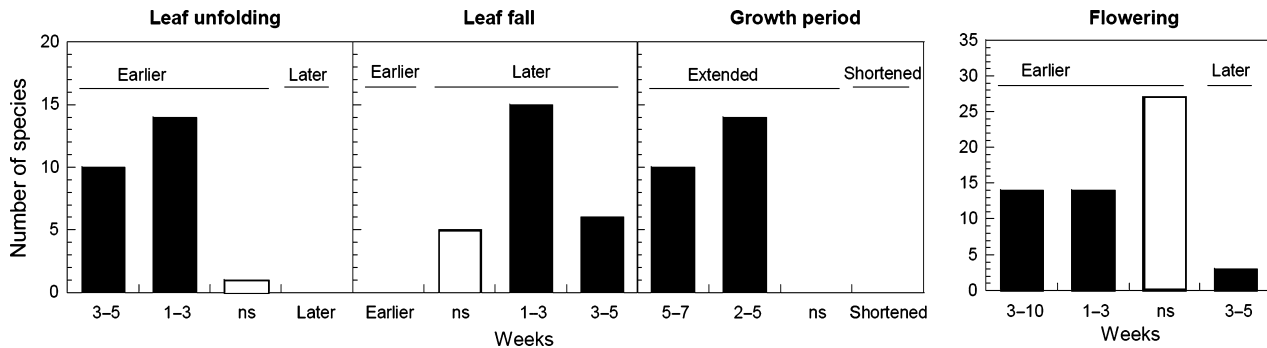 Leaf unfolding Leaf fall Growth period Flowering
Number of species
20
15
10
5
0
Earlier Later Earlier Later Extended Shortened
35
30
25
20
15
10
5
0
Earlier Later
3–5 1–3 ns Later Earlier ns 1–3 3–5 5–7 2–5 ns Shortened
3–10 1–3 ns 3–5
Weeks
Weeks